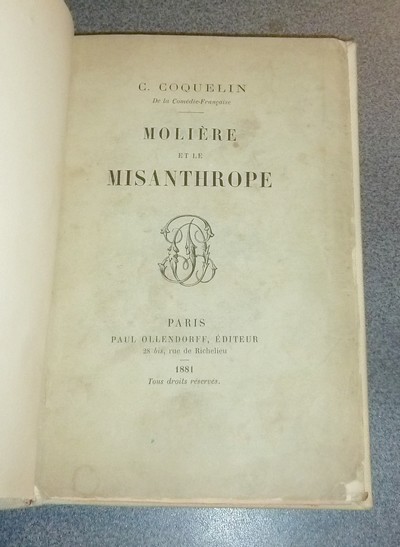 C. COQUELIN
De la Comédie-Française
MOLIÈRE
ET LE
MISANTHROPE
PARIS
PAUL OLLENDORFF, ÉDITEUR
28 bis, rue de Richelieu
1881
Tous droits réservés.